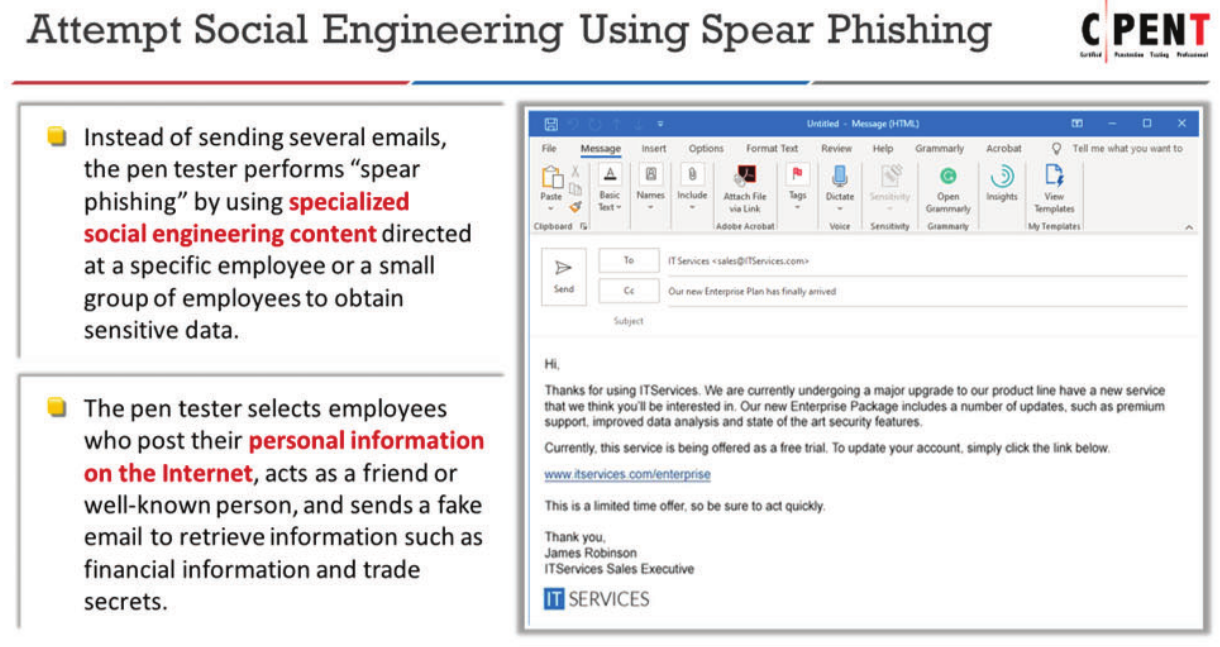 Attempt Social Engineering Using Spear Phishing
C PENT
Certified Penetration Testing Professional
Instead of sending several emails,
the pen tester performs “spear
phishing” by using specialized
social engineering content directed
at a specific employee or a small
group of employees to obtain
sensitive data.
The pen tester selects employees
who post their personal information
on the Internet, acts as a friend or
well-known person, and sends a fake
email to retrieve information such as
financial information and trade
secrets.
Untitled - Message (HTML)
File Message Insert Options Format Text Review Help Grammarly Acrobat Tell me what you want to
Paste Basic Text Names Include Attach File via Link Tags Dictate Sensitivity Open Grammarly Insights View Templates
Clipboard Adobe Acrobat Voice Sensitivity Grammarly My Templates
Send
To IT Services <sales@ITServices.com>
Cc Our new Enterprise Plan has finally arrived
Subject
Hi,
Thanks for using ITServices. We are currently undergoing a major upgrade to our product line have a new service
that we think you'll be interested in. Our new Enterprise Package includes a number of updates, such as premium
support, improved data analysis and state of the art security features.
Currently, this service is being offered as a free trial. To update your account, simply click the link below.
www.itservices.com/enterprise
This is a limited time offer, so be sure to act quickly.
Thank you,
James Robinson
ITServices Sales Executive
IT SERVICES